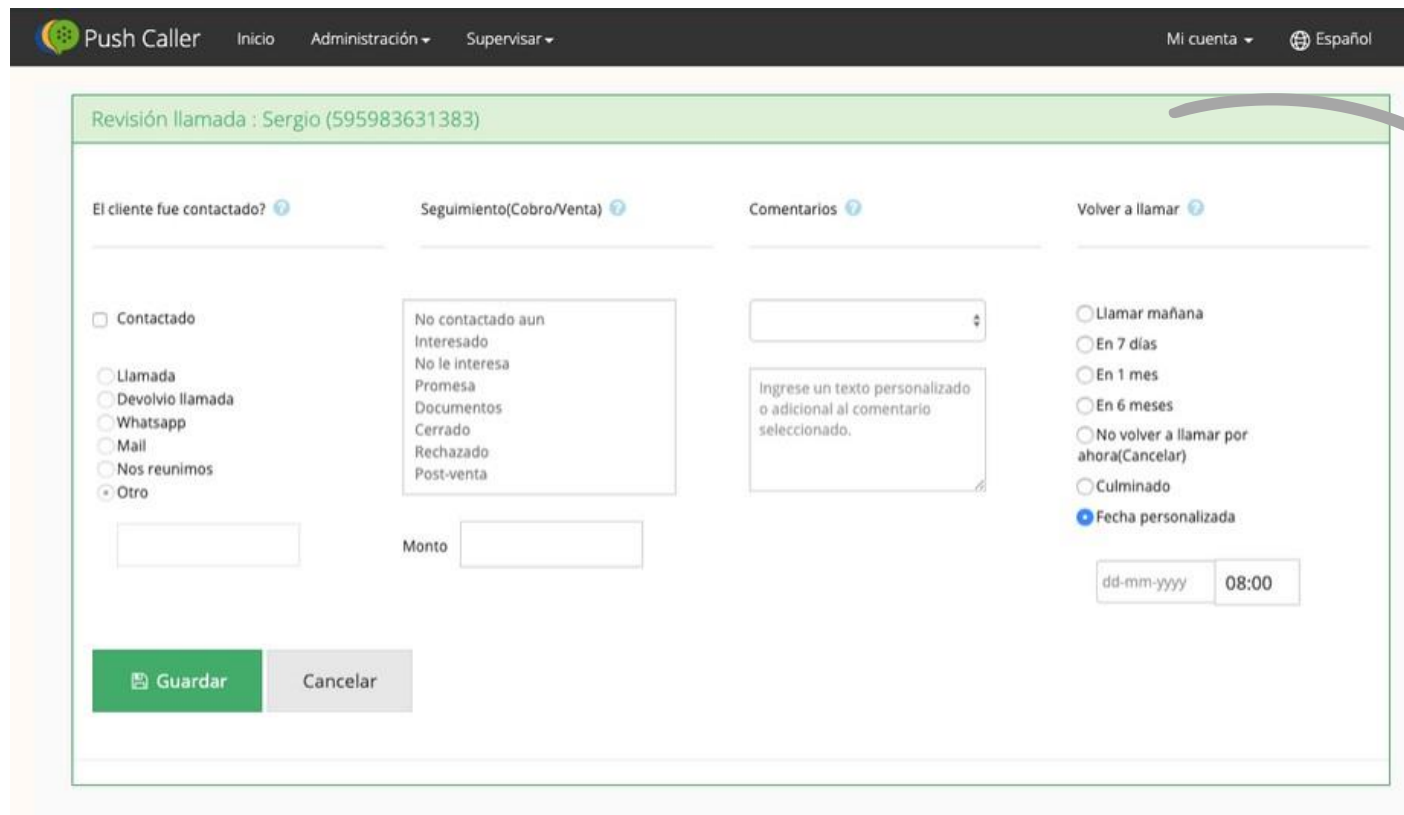 Push Caller Inicio Administración Supervisar Mi cuenta Español
Revisión llamada : Sergio (595983631383)
El cliente fue contactado? ?
Seguimiento(Cobro/Venta) ?
Comentarios ?
Volver a llamar ?
Contactado
Llamada
Devolvio llamada
Whatsapp
Mail
Nos reunimos
Otro
No contactado aun
Interesado
No le interesa
Promesa
Documentos
Cerrado
Rechazado
Post-venta
Monto
Ingrese un texto personalizado
o adicional al comentario
seleccionado.
Llamar mañana
En 7 días
En 1 mes
En 6 meses
No volver a llamar por
ahora(Cancelar)
Culminado
Fecha personalizada
dd-mm-yyyy 08:00
Guardar
Cancelar